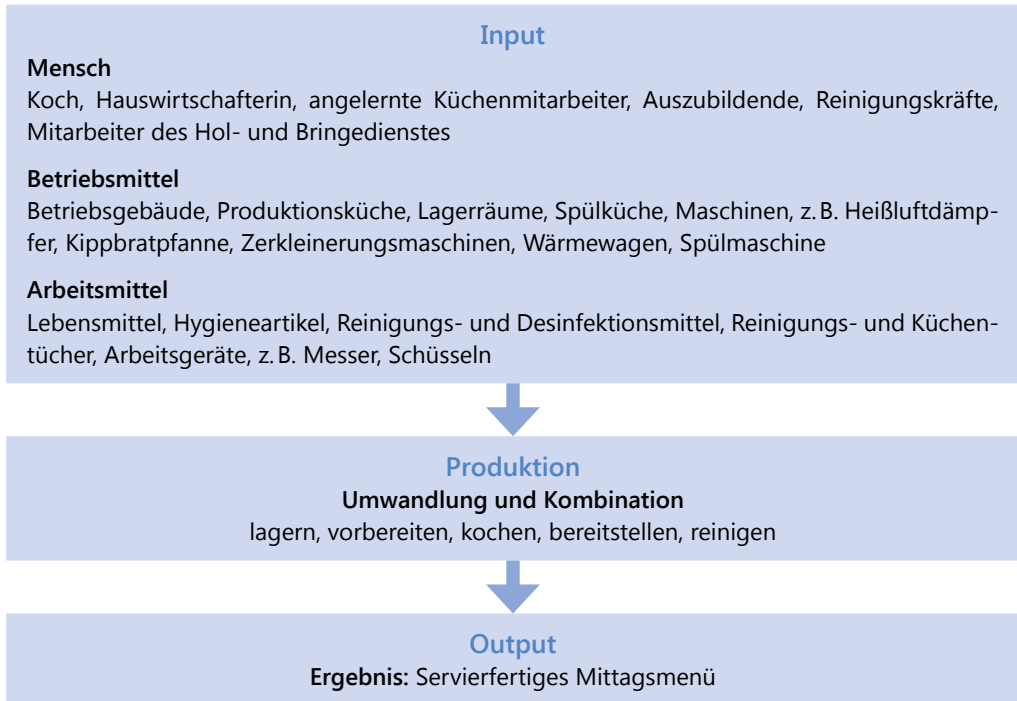 Input
Mensch
Koch, Hauswirtschafterin, angelernte Küchenmitarbeiter, Auszubildende, Reinigungskräfte,
Mitarbeiter des Hol- und Bringedienstes
Betriebsmittel
Betriebsgebäude, Produktionsküche, Lagerräume, Spülküche, Maschinen, z. B. Heißluftdämp-
fer, Kippbratpfanne, Zerkleinerungsmaschinen, Wärmewagen, Spülmaschine
Arbeitsmittel
Lebensmittel, Hygieneartikel, Reinigungs- und Desinfektionsmittel, Reinigungs- und Küchen-
tücher, Arbeitsgeräte, z. B. Messer, Schüsseln
Produktion
Umwandlung und Kombination
lagern, vorbereiten, kochen, bereitstellen, reinigen
Output
Ergebnis: Servierfertiges Mittagsmenü